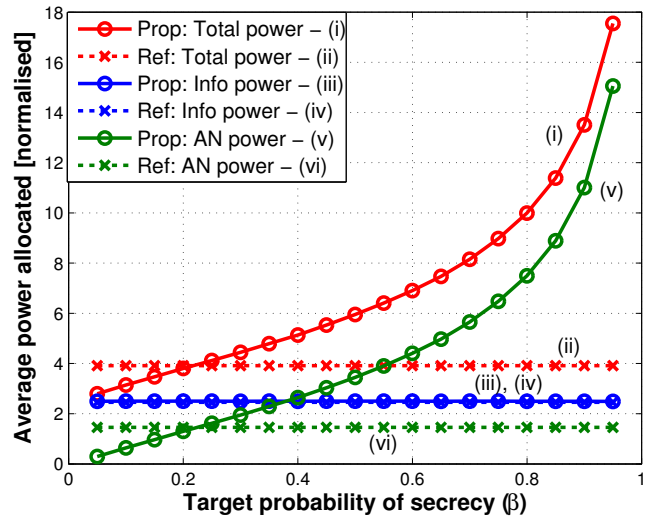 18
16
14
12
10
8
6
4
2
0
Average power allocated [normalised]
Prop: Total power – (i)
Ref: Total power – (ii)
Prop: Info power – (iii)
Ref: Info power – (iv)
Prop: AN power – (v)
Ref: AN power – (vi)
(i)
(v)
(ii)
(iii), (iv)
(vi)
0 0.2 0.4 0.6 0.8 1
Target probability of secrecy (β)